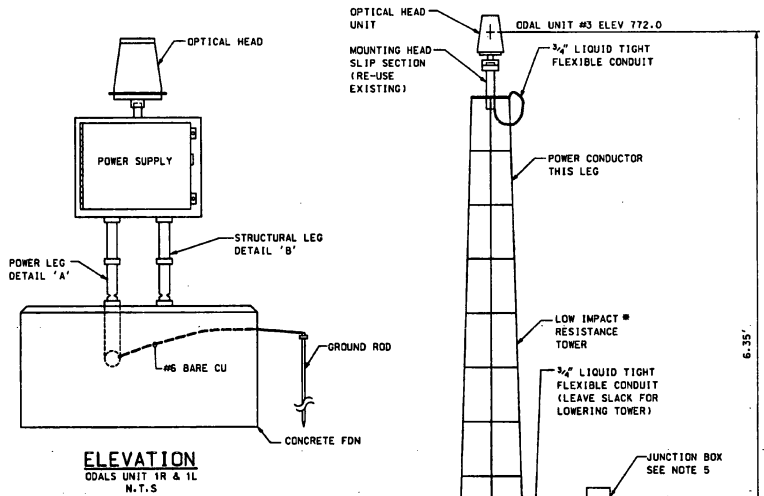 OPTICAL HEAD
POWER SUPPLY
STRUCTURAL LEG
DETAIL 'B'
POWER LEG
DETAIL 'A'
GROUND ROD
#6 BARE CU
CONCRETE FDN
ELEVATION
ODALS UNIT 1R & 1L
N.T.S
OPTICAL HEAD
UNIT
ODAL UNIT #3 ELEV 772.0
MOUNTING HEAD
SLIP SECTION
(RE-USE
EXISTING)
3/4" LIQUID TIGHT
FLEXIBLE CONDUIT
POWER CONDUCTOR
THIS LEG
LOW IMPACT *
RESISTANCE
TOWER
6.35'
3/4" LIQUID TIGHT
FLEXIBLE CONDUIT
(LEAVE SLACK FOR
LOWERING TOWER)
JUNCTION BOX
SEE NOTE 5